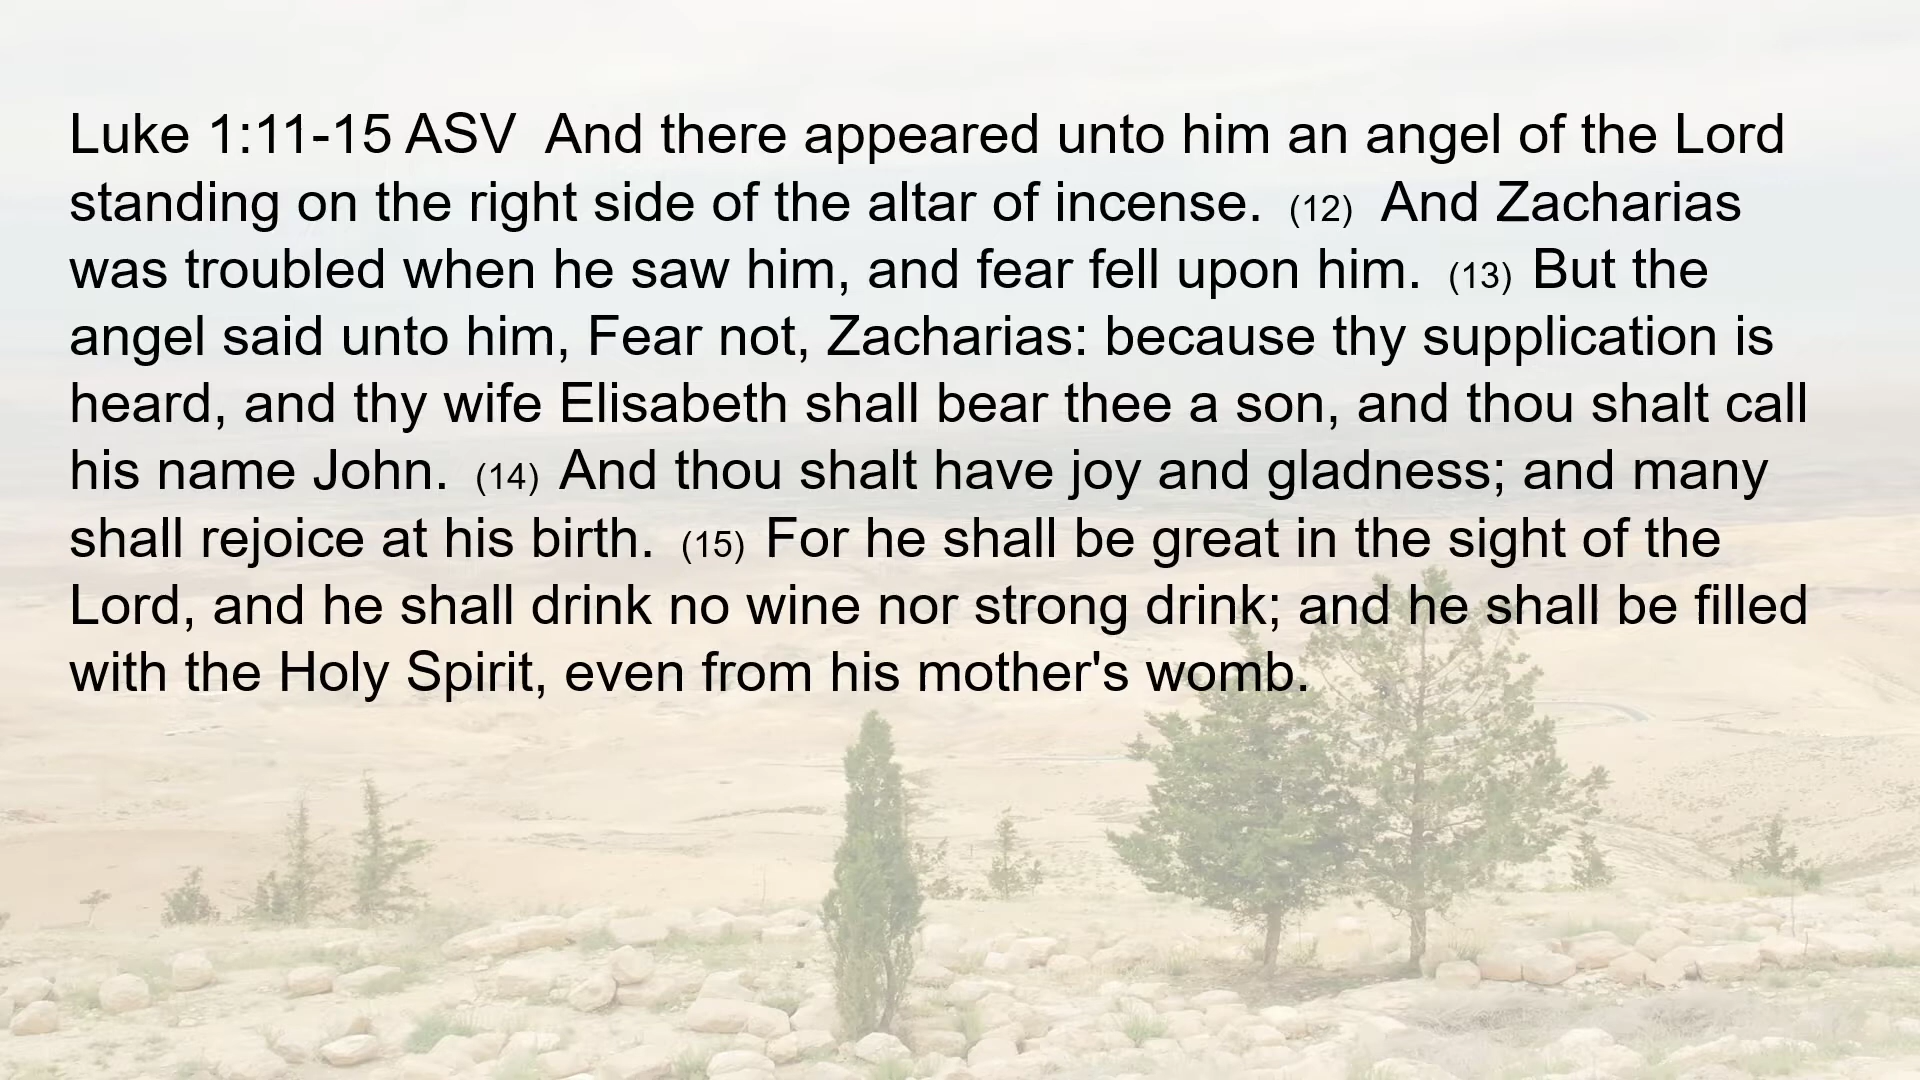 Luke 1:11-15 ASV  And there appeared unto him an angel of the Lord
standing on the right side of the altar of incense.  (12)  And Zacharias
was troubled when he saw him, and fear fell upon him.  (13)  But the
angel said unto him, Fear not, Zacharias: because thy supplication is
heard, and thy wife Elisabeth shall bear thee a son, and thou shalt call
his name John.  (14)  And thou shalt have joy and gladness; and many
shall rejoice at his birth.  (15)  For he shall be great in the sight of the
Lord, and he shall drink no wine nor strong drink; and he shall be filled
with the Holy Spirit, even from his mother's womb.